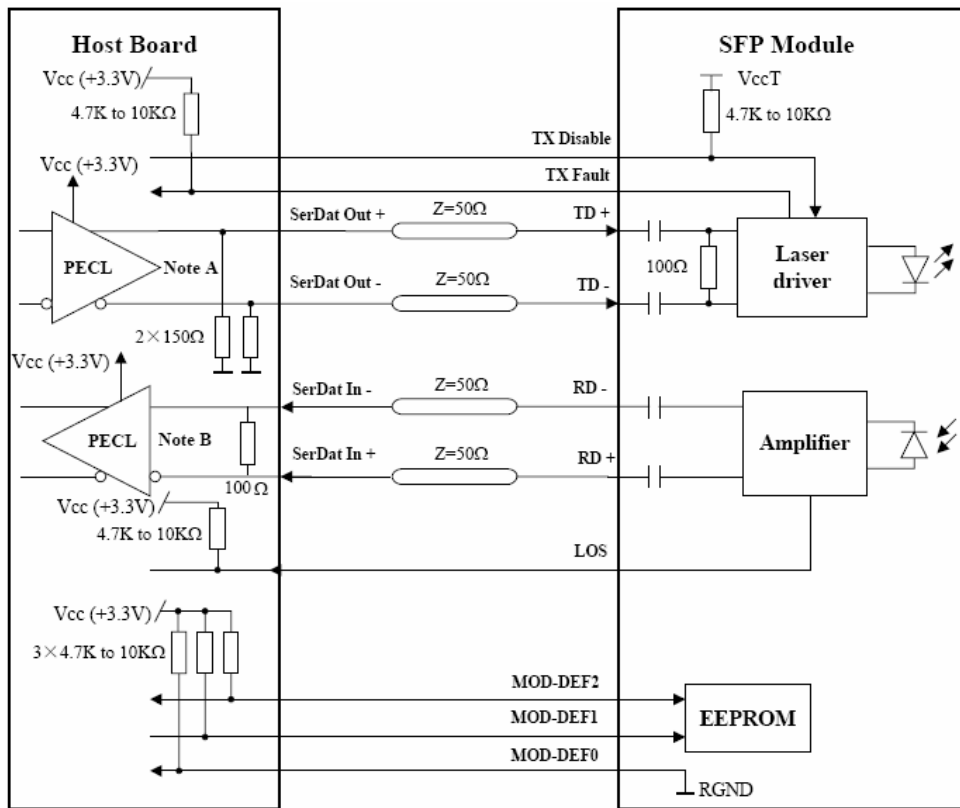 Host Board
SFP Module
Vcc (+3.3V)
4.7K to 10KΩ
VccT
4.7K to 10KΩ
TX Disable
Vcc (+3.3V)
TX Fault
SerDat Out +
Z=50Ω
TD +
PECL
Note A
100Ω
Laser
driver
SerDat Out -
Z=50Ω
TD -
2×150Ω
Vcc (+3.3V)
SerDat In -
Z=50Ω
RD -
PECL
Note B
Amplifier
SerDat In +
Z=50Ω
RD +
100Ω
Vcc (+3.3V)
4.7K to 10KΩ
LOS
Vcc (+3.3V)
3×4.7K to 10KΩ
MOD-DEF2
MOD-DEF1
EEPROM
MOD-DEF0
RGND